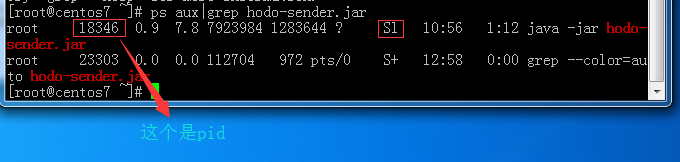 [root@centos7 ~]# ps aux|grep hodo-sender.jar
root     18346  0.9  7.8 7923984 1283644 ?     Sl   10:56   1:12 java -jar hodo-
sender.jar
root     23303  0.0  0.0 112704   972 pts/0    S+   12:58   0:00 grep --color=au
to hodo-sender.jar
[root@centos7 ~]#
这个是pid